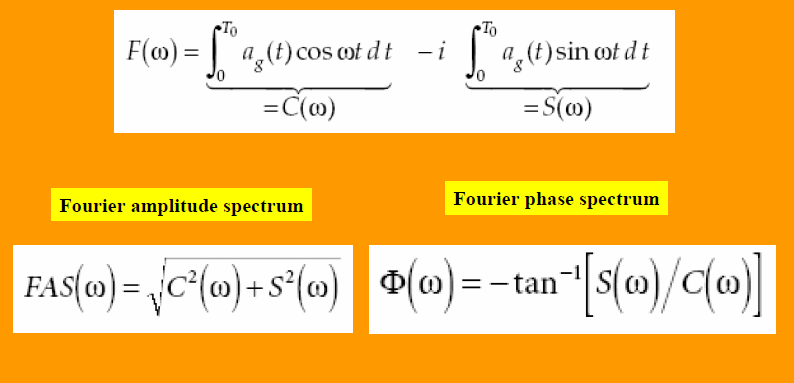 F(ω) = ∫₀^T₀ a_g(t) cos ωt dt − i ∫₀^T₀ a_g(t) sin ωt dt
=C(ω) =S(ω)
Fourier amplitude spectrum
Fourier phase spectrum
FAS(ω) = √C²(ω)+S²(ω)
Φ(ω) = −tan⁻¹[S(ω)/C(ω)]